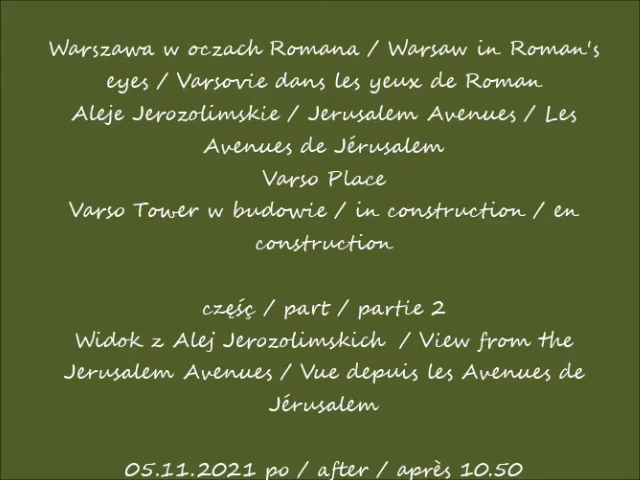 Warszawa w oczach Romana / Warsaw in Roman's
eyes / Varsovie dans les yeux de Roman
Aleje Jerozolimskie / Jerusalem Avenues / Les
Avenues de Jérusalem
Varso Place
Varso Tower w budowie / in construction / en
construction
częśç / part / partie 2
Widok z Alej Jerozolimskich / View from the
Jerusalem Avenues / Vue depuis les Avenues de
Jérusalem
05.11.2021 po / after / après 10.50